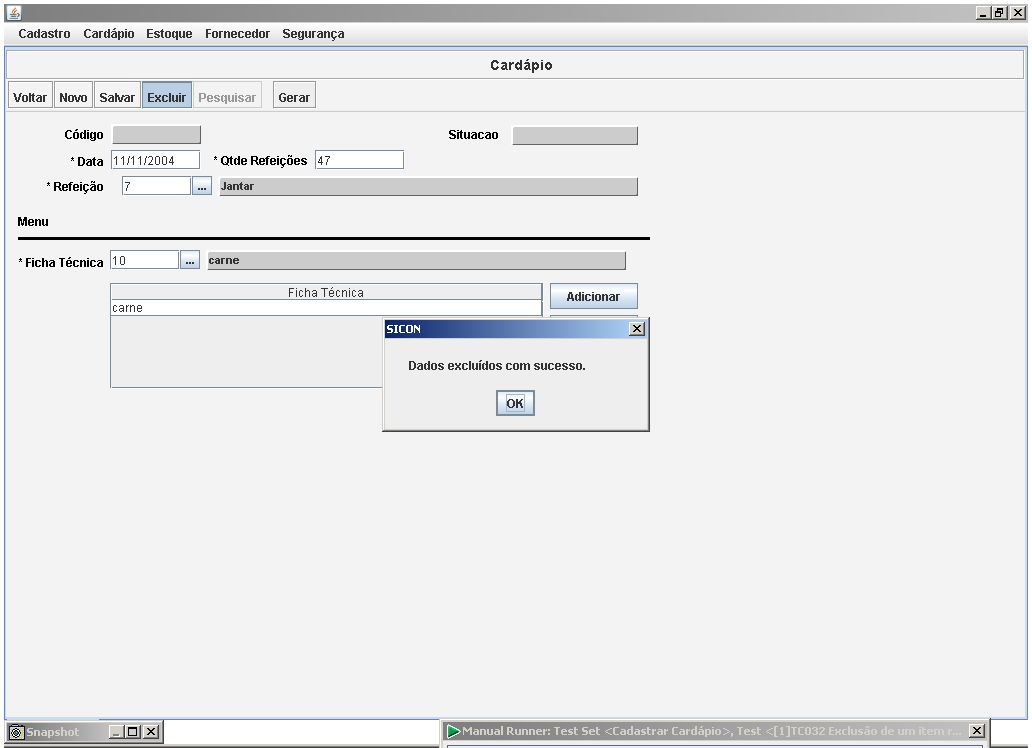 Cadastro Cardápio Estoque Fornecedor Segurança
Cardápio
Voltar Novo Salvar Excluir Pesquisar Gerar
Código Situacao
* Data 11/11/2004 * Qtde Refeições 47
* Refeição 7 ... Jantar
Menu
* Ficha Técnica 10 ... carne
Ficha Técnica Adicionar
carne
SICON
Dados excluídos com sucesso.
OK
Snapshot Manual Runner: Test Set <Cadastrar Cardápio>, Test <[1]TC032 Exclusão de um item r...